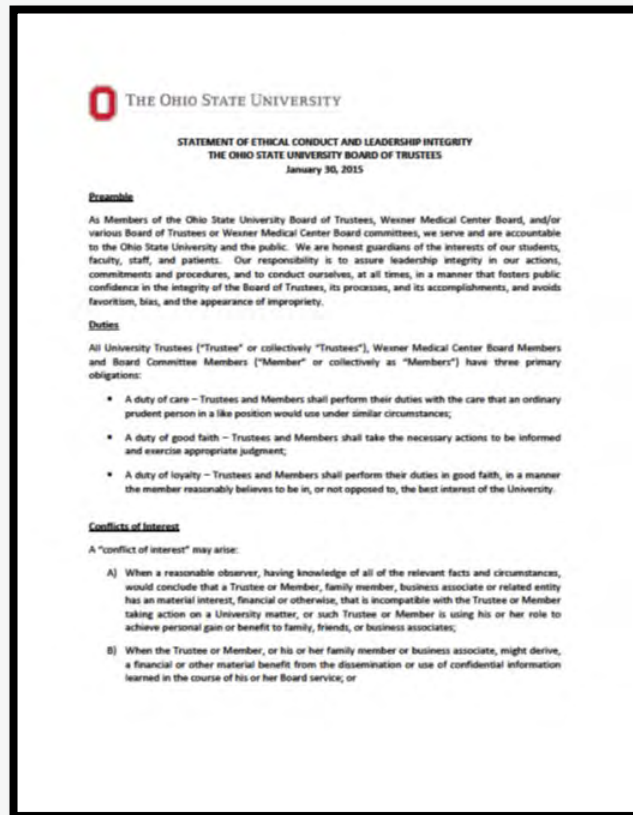 THE OHIO STATE UNIVERSITY
STATEMENT OF ETHICAL CONDUCT AND LEADERSHIP INTEGRITY
THE OHIO STATE UNIVERSITY BOARD OF TRUSTEES
January 30, 2015
Preamble
As Members of the Ohio State University Board of Trustees, Wexner Medical Center Board, and/or
various Board of Trustees or Wexner Medical Center Board committees, we serve and are accountable
to the Ohio State University and the public. We are honest guardians of the interests of our students,
faculty, staff, and patients. Our responsibility is to assure leadership integrity in our actions,
commitments and procedures, and to conduct ourselves, at all times, in a manner that fosters public
confidence in the integrity of the Board of Trustees, its processes, and its accomplishments, and avoids
favoritism, bias, and the appearance of impropriety.
Duties
All University Trustees ("Trustee" or collectively "Trustees"), Wexner Medical Center Board Members
and Board Committee Members ("Member" or collectively as "Members") have three primary
obligations:
• A duty of care – Trustees and Members shall perform their duties with the care that an ordinary
prudent person in a like position would use under similar circumstances;
• A duty of good faith – Trustees and Members shall take the necessary actions to be informed
and exercise appropriate judgment;
• A duty of loyalty – Trustees and Members shall perform their duties in good faith, in a manner
the member reasonably believes to be in, or not opposed to, the best interest of the University.
Conflicts of Interest
A "conflict of interest" may arise:
A) When a reasonable observer, having knowledge of all of the relevant facts and circumstances,
would conclude that a Trustee or Member, family member, business associate or related entity
has an material interest, financial or otherwise, that is incompatible with the Trustee or Member
taking action on a University matter, or such Trustee or Member is using his or her role to
achieve personal gain or benefit to family, friends, or business associates;
B) When the Trustee or Member, or his or her family member or business associate, might derive,
a financial or other material benefit from the dissemination or use of confidential information
learned in the course of his or her Board service; or